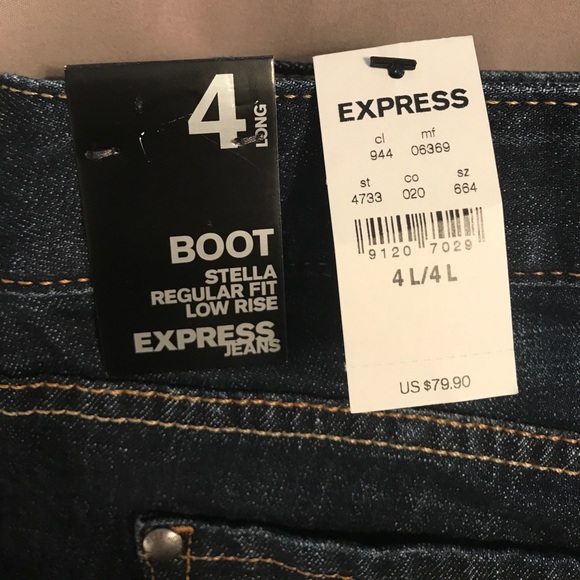 4 LONG
BOOT
STELLA
REGULAR FIT
LOW RISE
EXPRESS
JEANS
EXPRESS
cl mf
944 06369
st co sz
4733 020 664
9120 7029
4 L/4 L
US $79.90